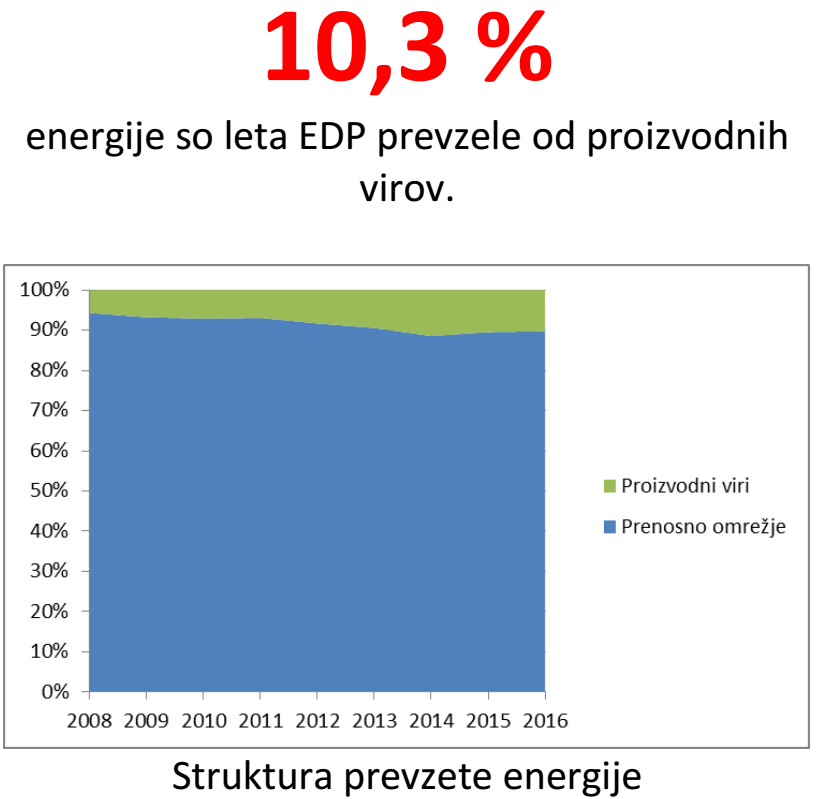 10,3 %
energije so leta EDP prevzele od proizvodnih
virov.
100%
90%
80%
70%
60%
50%
40%
30%
20%
10%
0%
2008 2009 2010 2011 2012 2013 2014 2015 2016
Proizvodni viri
Prenosno omrežje
Struktura prevzete energije